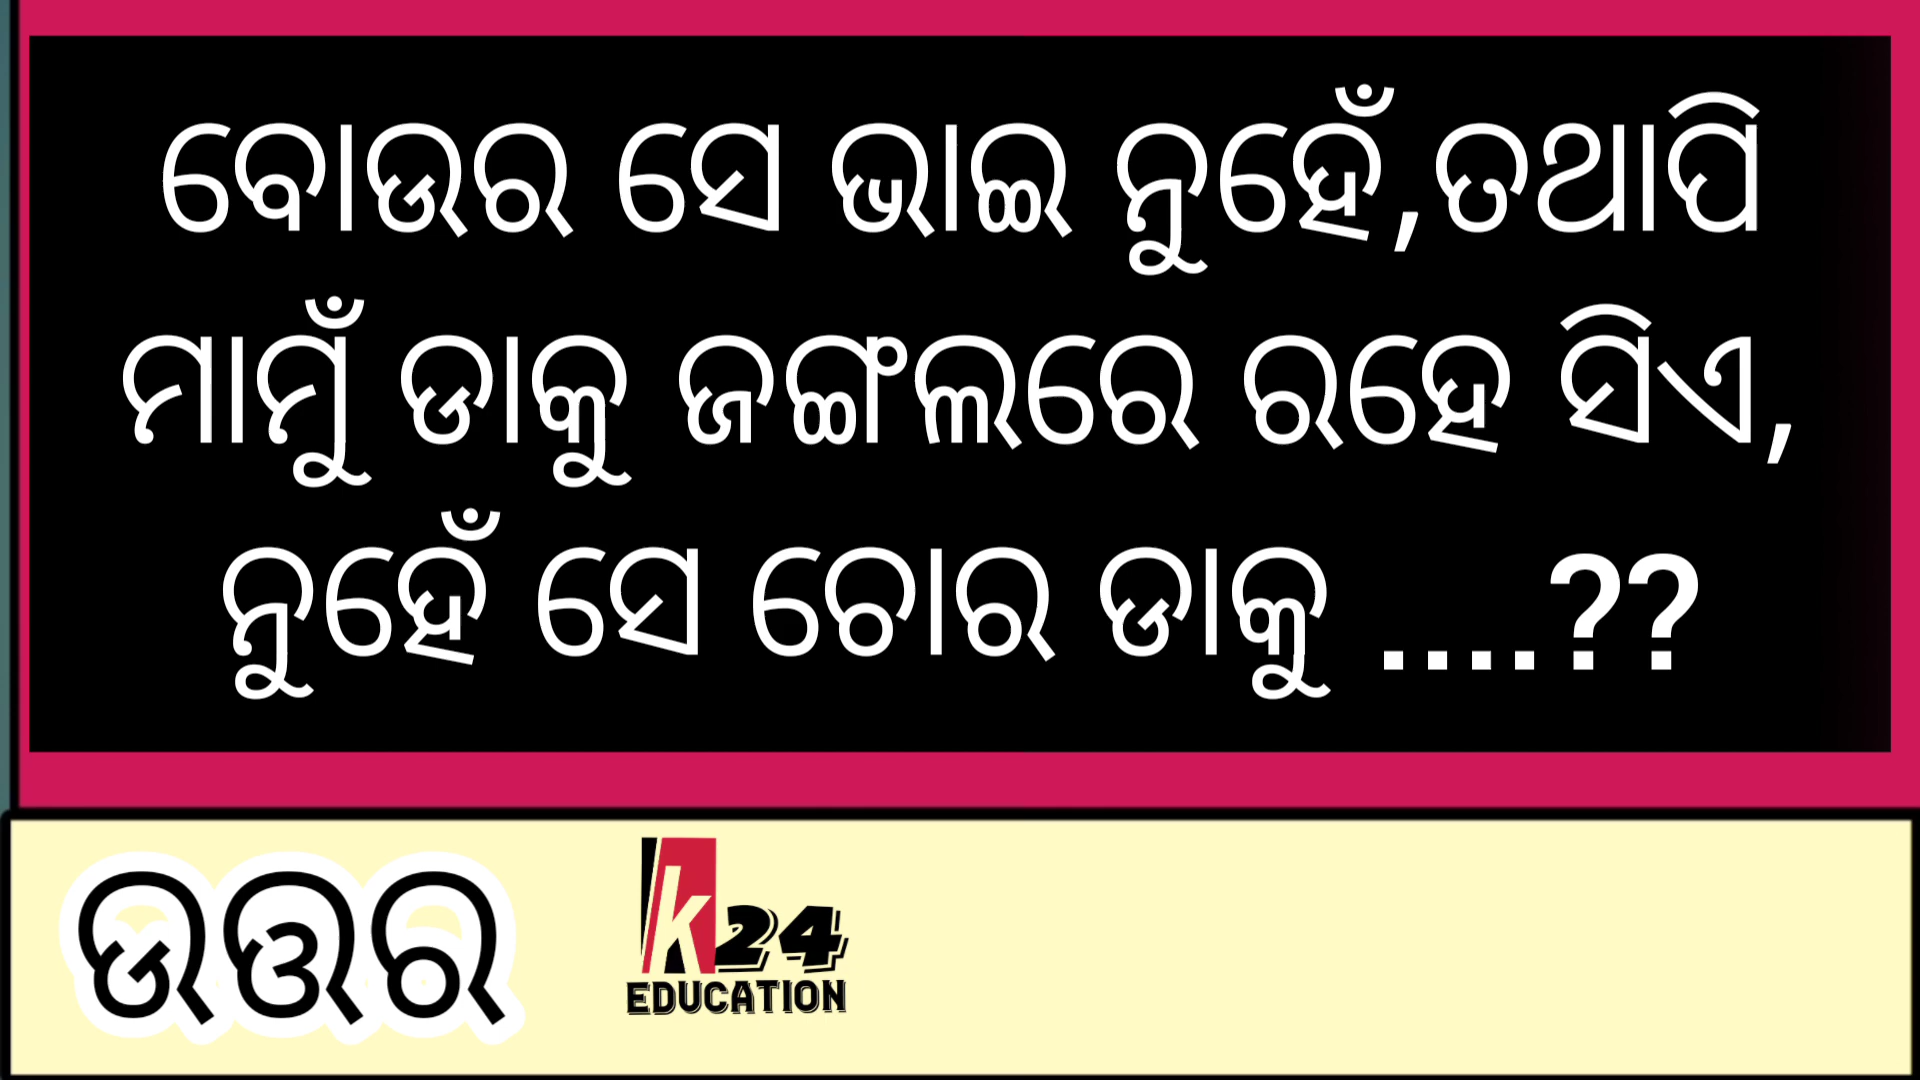 ବୋଉର ସେ ଭାଇ ନୁହେଁ,ତଥାପି
ମାମୁଁ ଡାକୁ ଜଙ୍ଗଲରେ ରହେ ସିଏ,
ନୁହେଁ ସେ ଚୋର ଡାକୁ ....??
ଉତ୍ତର
k24
EDUCATION